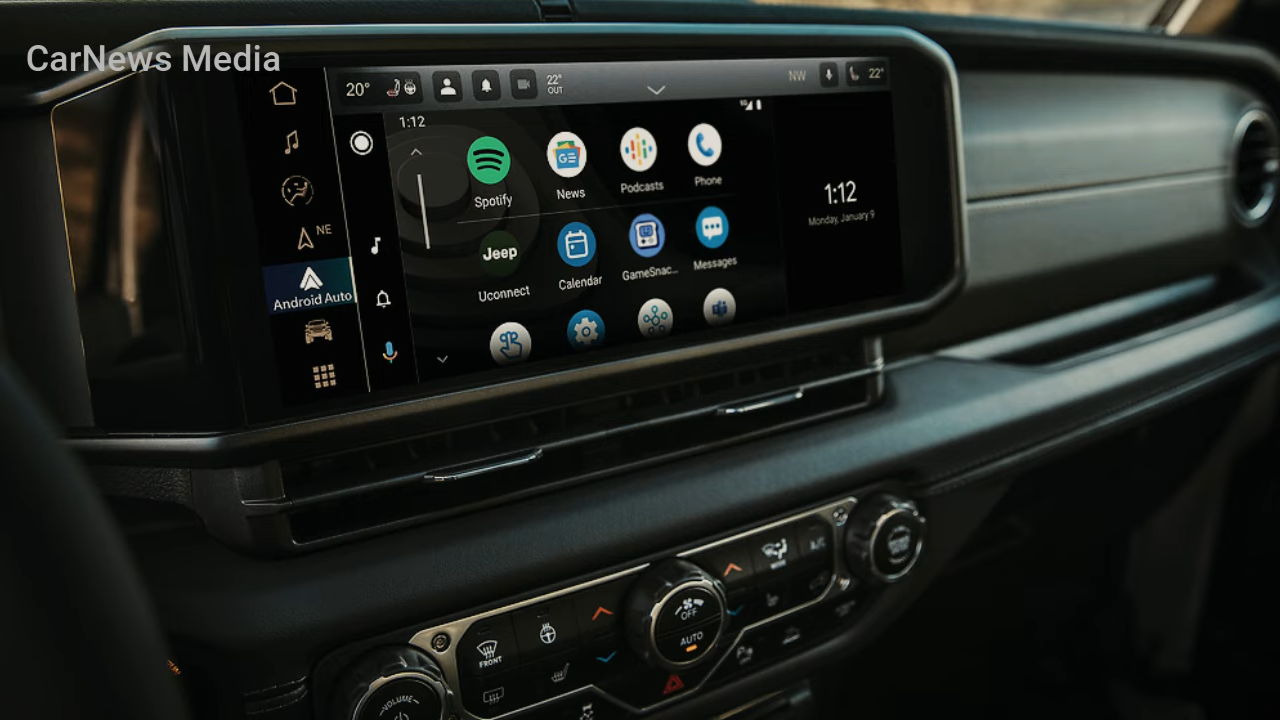 CarNews Media
20°
22°
OUT
NW
22°
1:12
Spotify
News
Podcasts
Phone
NE
1:12
Monday, January 9
Jeep
Uconnect
Calendar
GameSnac...
Messages
Android Auto
OFF
AUTO
FRONT
MODE
A/C
VOLUME